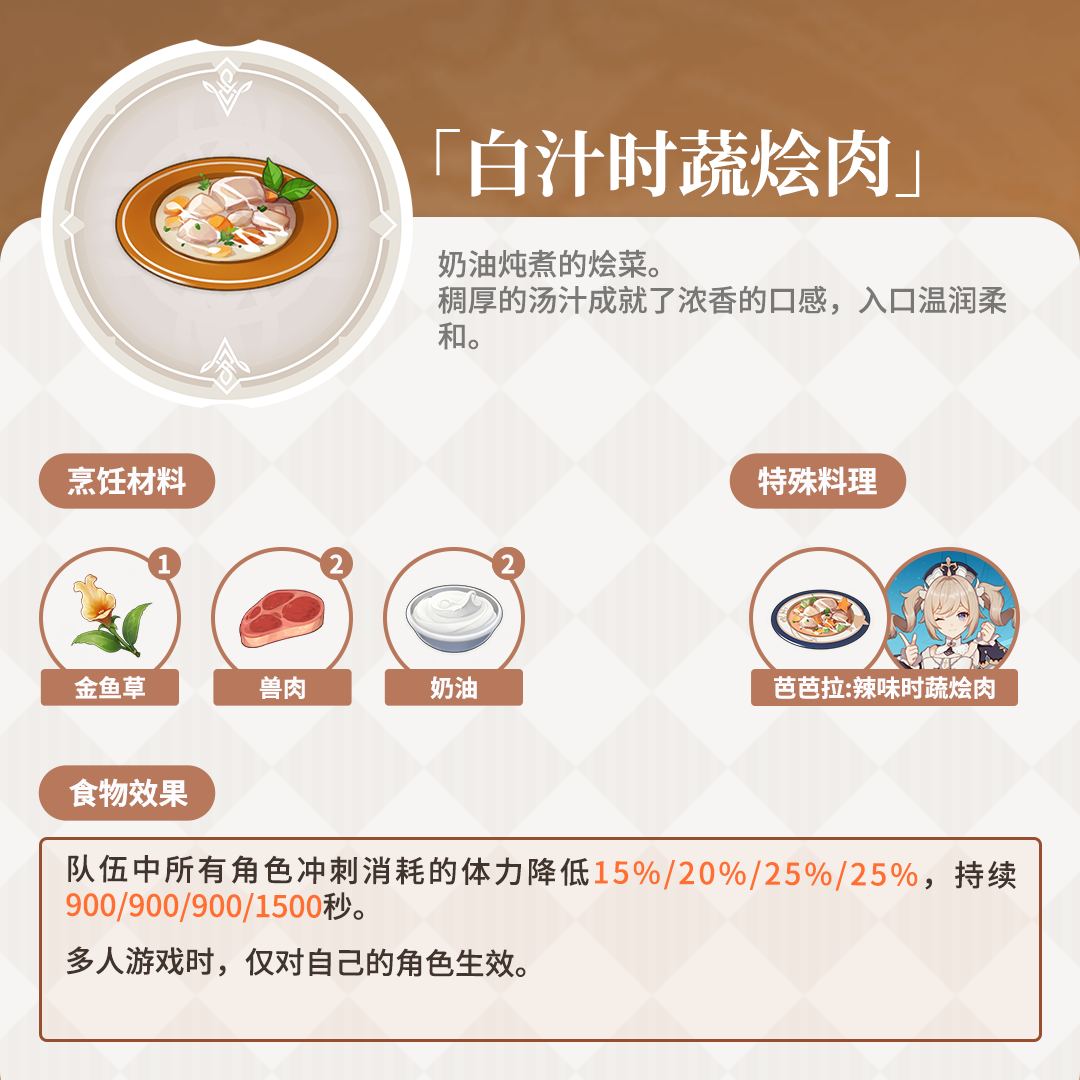 「白汁时蔬烩肉」
奶油炖煮的烩菜。
稠厚的汤汁成就了浓香的口感，入口温润柔
和。
烹饪材料
特殊料理
1
2
2
金鱼草
兽肉
奶油
芭芭拉:辣味时蔬烩肉
食物效果
队伍中所有角色冲刺消耗的体力降低15%/20%/25%/25%，持续
900/900/900/1500秒。
多人游戏时，仅对自己的角色生效。